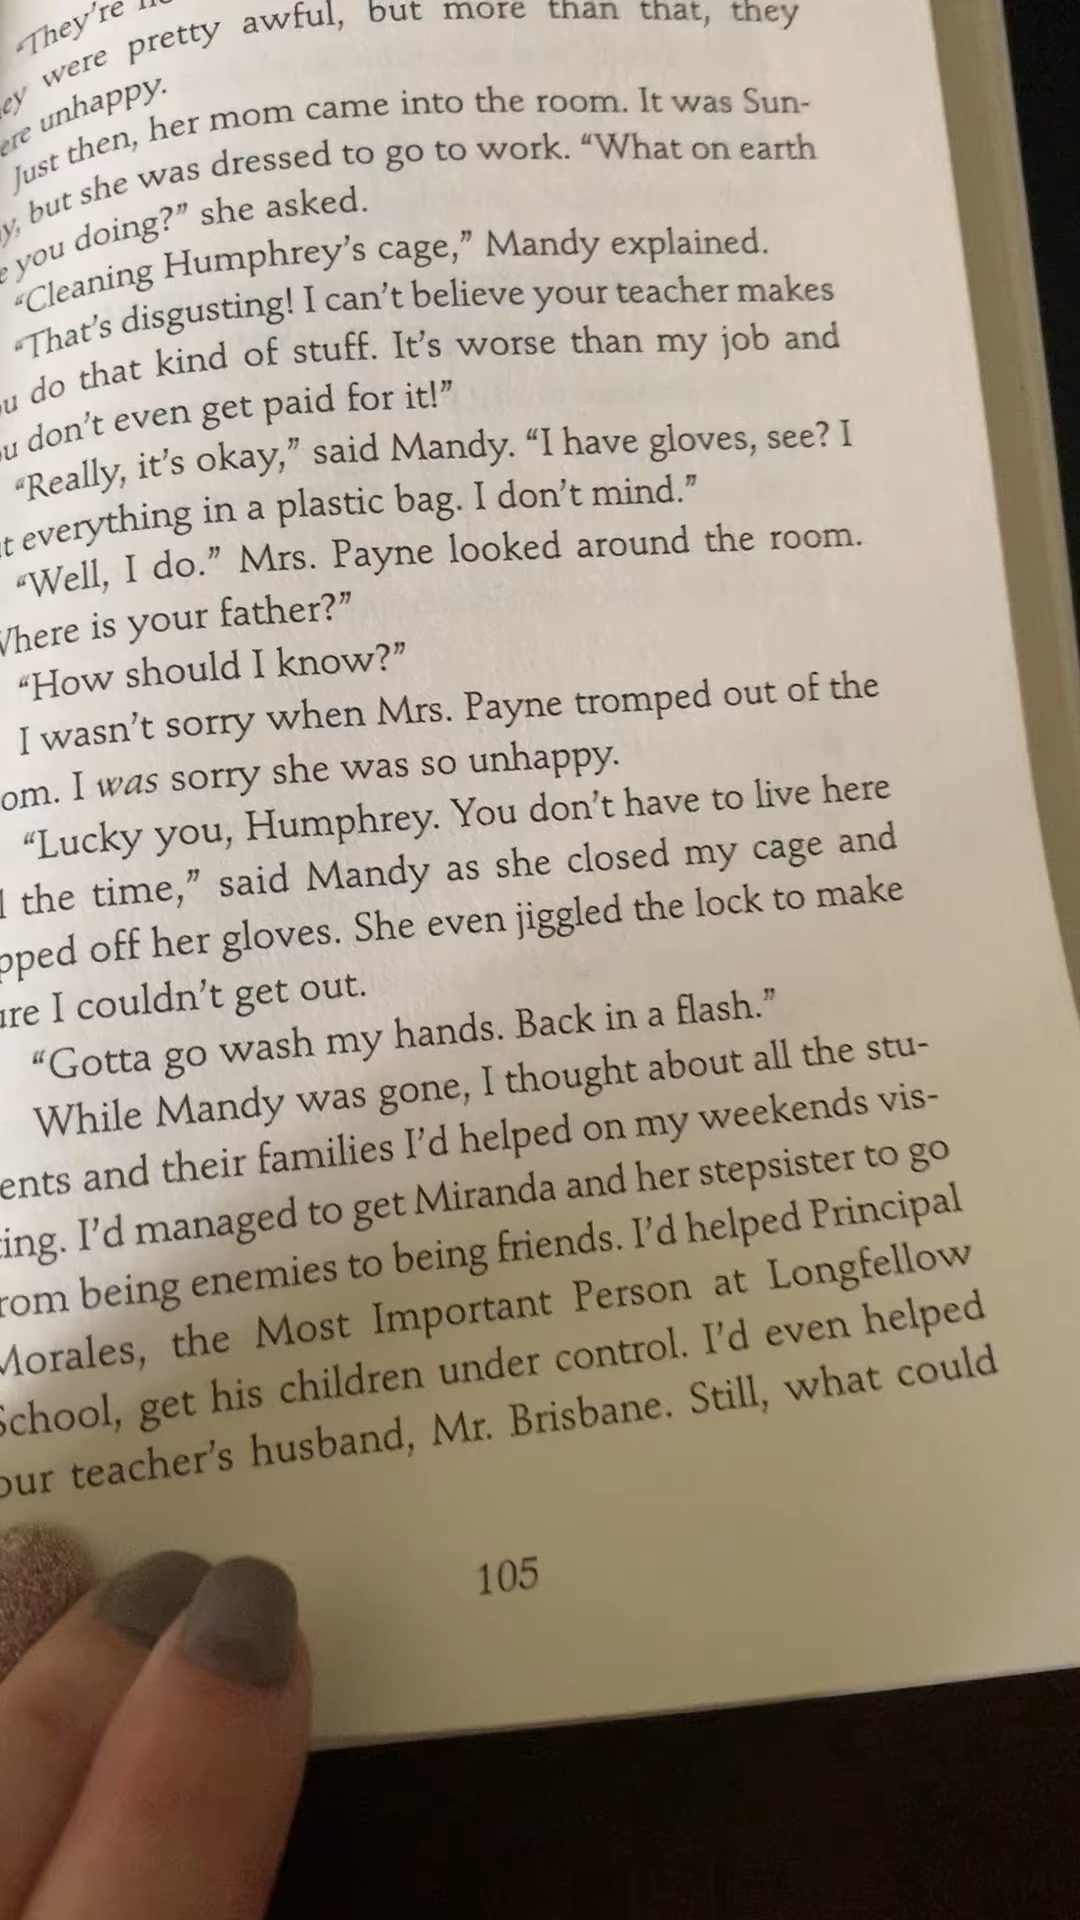 "They're
ey were pretty awful, but more than that, they
ere unhappy.
Just then, her mom came into the room. It was Sun-
y, but she was dressed to go to work. "What on earth
e you doing?" she asked.
"Cleaning Humphrey's cage," Mandy explained.
"That's disgusting! I can't believe your teacher makes
u do that kind of stuff. It's worse than my job and
u don't even get paid for it!"
"Really, it's okay," said Mandy. "I have gloves, see? I
t everything in a plastic bag. I don't mind."
"Well, I do." Mrs. Payne looked around the room.
Where is your father?"
"How should I know?"
I wasn't sorry when Mrs. Payne tromped out of the
om. I was sorry she was so unhappy.
"Lucky you, Humphrey. You don't have to live here
l the time," said Mandy as she closed my cage and
pped off her gloves. She even jiggled the lock to make
ure I couldn't get out.
"Gotta go wash my hands. Back in a flash."
While Mandy was gone, I thought about all the stu-
ents and their families I'd helped on my weekends vis-
ting. I'd managed to get Miranda and her stepsister to go
rom being enemies to being friends. I'd helped Principal
Morales, the Most Important Person at Longfellow
School, get his children under control. I'd even helped
our teacher's husband, Mr. Brisbane. Still, what could
105